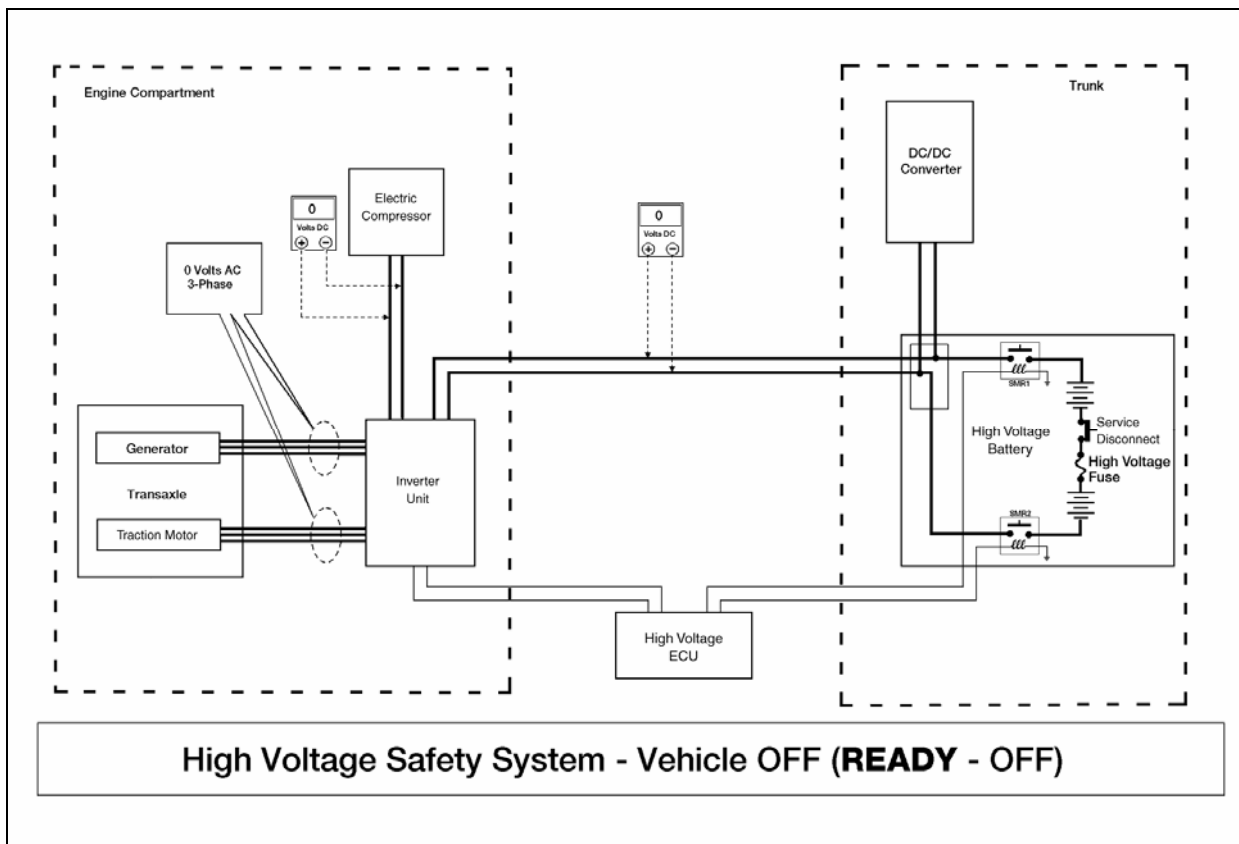 Engine Compartment
Trunk
DC/DC
Converter
Electric
Compressor
0
Volts DC
+ −
0
Volts DC
+ −
0 Volts AC
3-Phase
SMR1
Generator
Transaxle
Traction Motor
Inverter
Unit
High Voltage
Battery
Service
Disconnect
High Voltage
Fuse
SMR2
High Voltage
ECU
High Voltage Safety System - Vehicle OFF (READY - OFF)